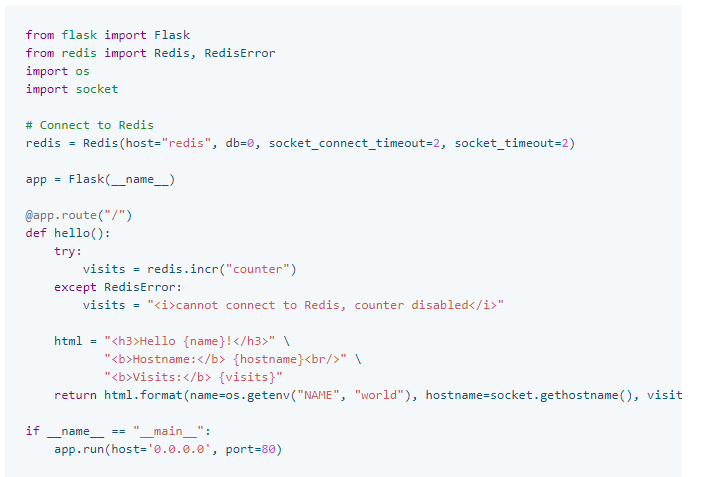 from flask import Flask
from redis import Redis, RedisError
import os
import socket

# Connect to Redis
redis = Redis(host="redis", db=0, socket_connect_timeout=2, socket_timeout=2)

app = Flask(__name__)

@app.route("/")
def hello():
    try:
        visits = redis.incr("counter")
    except RedisError:
        visits = "<i>cannot connect to Redis, counter disabled</i>"

    html = "<h3>Hello {name}!</h3>" \
           "<b>Hostname:</b> {hostname}<br/>" \
           "<b>Visits:</b> {visits}"
    return html.format(name=os.getenv("NAME", "world"), hostname=socket.gethostname(), visit

if __name__ == "__main__":
    app.run(host='0.0.0.0', port=80)